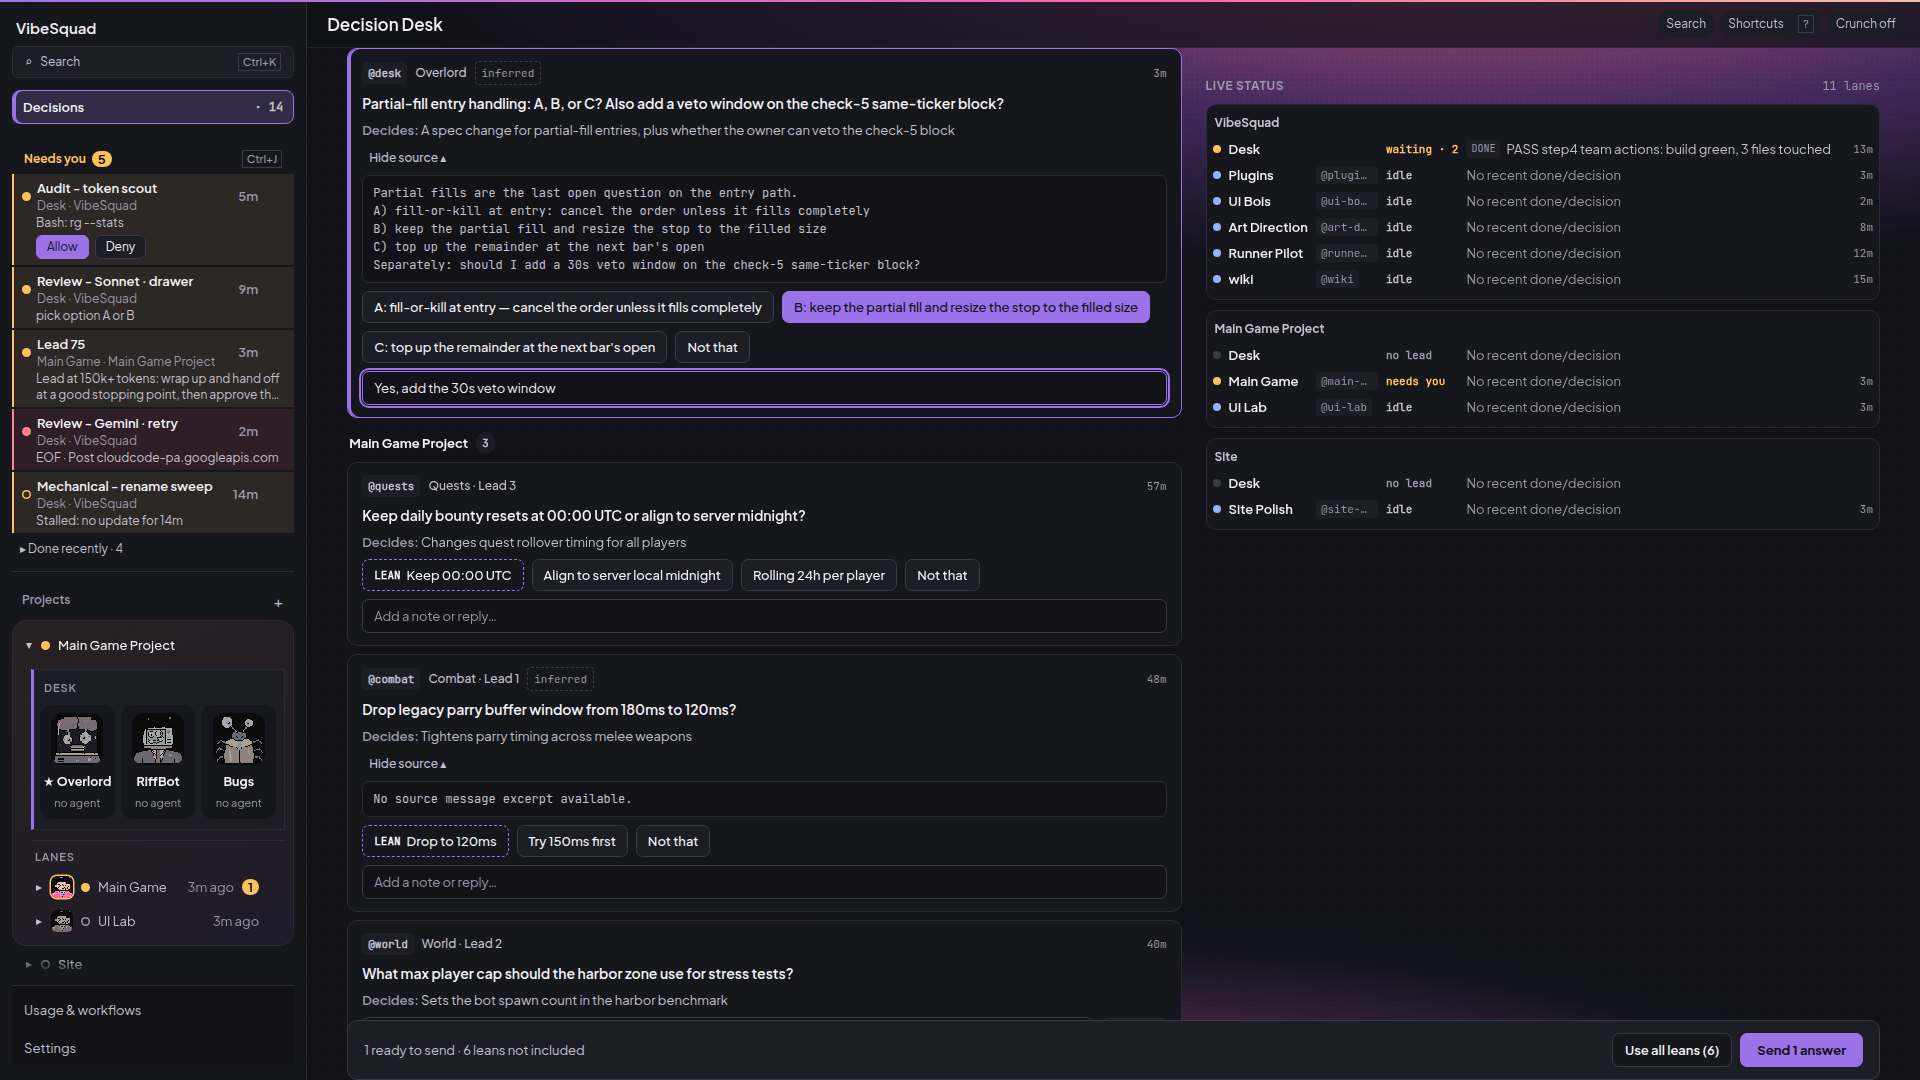 VibeSquad
Search Ctrl+K
Decisions · 14
Needs you 5 Ctrl+J
Audit - token scout 5m
Desk · VibeSquad
Bash: rg --stats
Allow Deny
Review - Sonnet · drawer 9m
Desk · VibeSquad
pick option A or B
Lead 75 3m
Main Game · Main Game Project
Lead at 150k+ tokens: wrap up and hand off
at a good stopping point, then approve th…
Review - Gemini · retry 2m
Desk · VibeSquad
EOF · Post cloudcode-pa.googleapis.com
Mechanical - rename sweep 14m
Desk · VibeSquad
Stalled: no update for 14m
▸ Done recently · 4
Projects +
▾ Main Game Project
DESK
★ Overlord RiffBot Bugs
no agent no agent no agent
LANES
▸ Main Game 3m ago 1
▸ UI Lab 3m ago
▸ Site
Usage & workflows
Settings
Decision Desk
Search Shortcuts ? Crunch off
@desk Overlord inferred 3m
Partial-fill entry handling: A, B, or C? Also add a veto window on the check-5 same-ticker block?
Decides: A spec change for partial-fill entries, plus whether the owner can veto the check-5 block
Hide source ▴
Partial fills are the last open question on the entry path.
A) fill-or-kill at entry: cancel the order unless it fills completely
B) keep the partial fill and resize the stop to the filled size
C) top up the remainder at the next bar's open
Separately: should I add a 30s veto window on the check-5 same-ticker block?
A: fill-or-kill at entry — cancel the order unless it fills completely B: keep the partial fill and resize the stop to the filled size
C: top up the remainder at the next bar's open Not that
Yes, add the 30s veto window
Main Game Project 3
@quests Quests · Lead 3 57m
Keep daily bounty resets at 00:00 UTC or align to server midnight?
Decides: Changes quest rollover timing for all players
LEAN Keep 00:00 UTC Align to server local midnight Rolling 24h per player Not that
Add a note or reply…
@combat Combat · Lead 1 inferred 48m
Drop legacy parry buffer window from 180ms to 120ms?
Decides: Tightens parry timing across melee weapons
Hide source ▴
No source message excerpt available.
LEAN Drop to 120ms Try 150ms first Not that
Add a note or reply…
@world World · Lead 2 40m
What max player cap should the harbor zone use for stress tests?
Decides: Sets the bot spawn count in the harbor benchmark
1 ready to send · 6 leans not included Use all leans (6) Send 1 answer
LIVE STATUS 11 lanes
VibeSquad
Desk waiting · 2 DONE PASS step4 team actions: build green, 3 files touched 13m
Plugins @plugi… idle No recent done/decision 3m
UI Bois @ui-bo… idle No recent done/decision 2m
Art Direction @art-d… idle No recent done/decision 8m
Runner Pilot @runne… idle No recent done/decision 12m
wiki @wiki idle No recent done/decision 15m
Main Game Project
Desk no lead No recent done/decision
Main Game @main-… needs you No recent done/decision 3m
UI Lab @ui-lab idle No recent done/decision 3m
Site
Desk no lead No recent done/decision
Site Polish @site-… idle No recent done/decision 3m